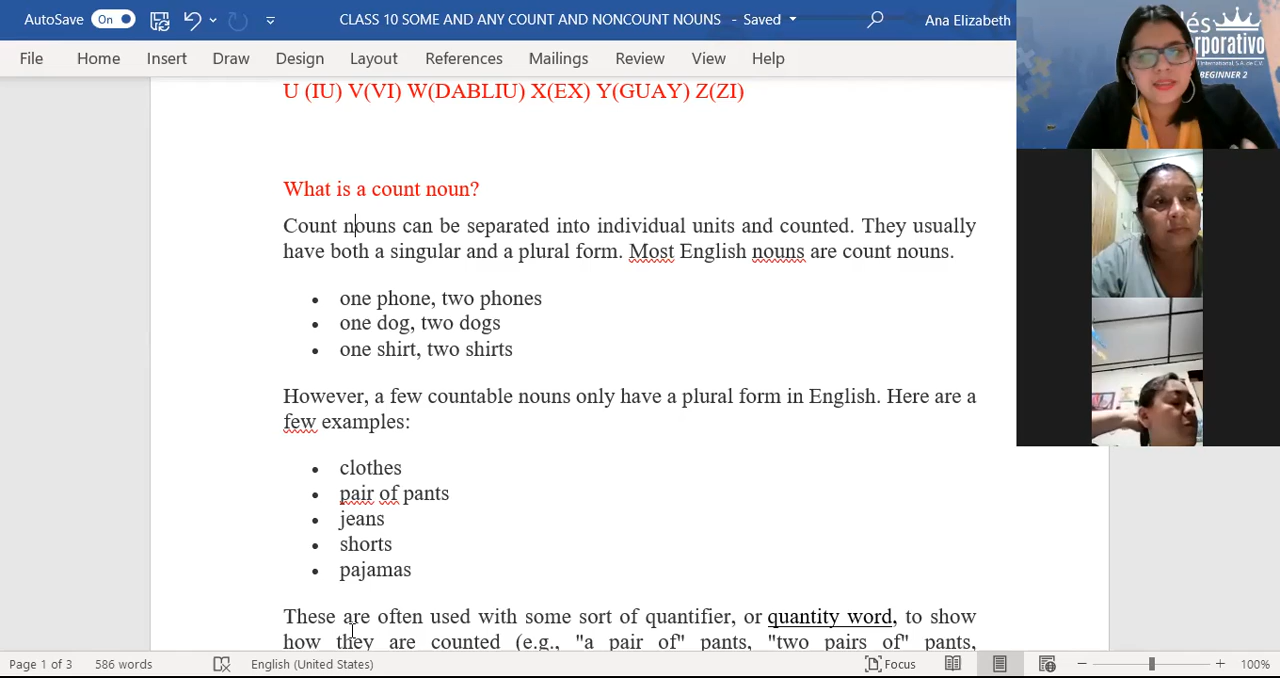 AutoSave On CLASS 10 SOME AND ANY COUNT AND NONCOUNT NOUNS - Saved Ana Elizabeth
File Home Insert Draw Design Layout References Mailings Review View Help
és
rporativo
International, S.A. de C.V.
BEGINNER 2
U (IU) V(VI) W(DABLIU) X(EX) Y(GUAY) Z(ZI)
What is a count noun?
Count nouns can be separated into individual units and counted. They usually
have both a singular and a plural form. Most English nouns are count nouns.
• one phone, two phones
• one dog, two dogs
• one shirt, two shirts
However, a few countable nouns only have a plural form in English. Here are a
few examples:
• clothes
• pair of pants
• jeans
• shorts
• pajamas
These are often used with some sort of quantifier, or quantity word, to show
how they are counted (e.g., "a pair of" pants, "two pairs of" pants,
Page 1 of 3 586 words English (United States) Focus 100%